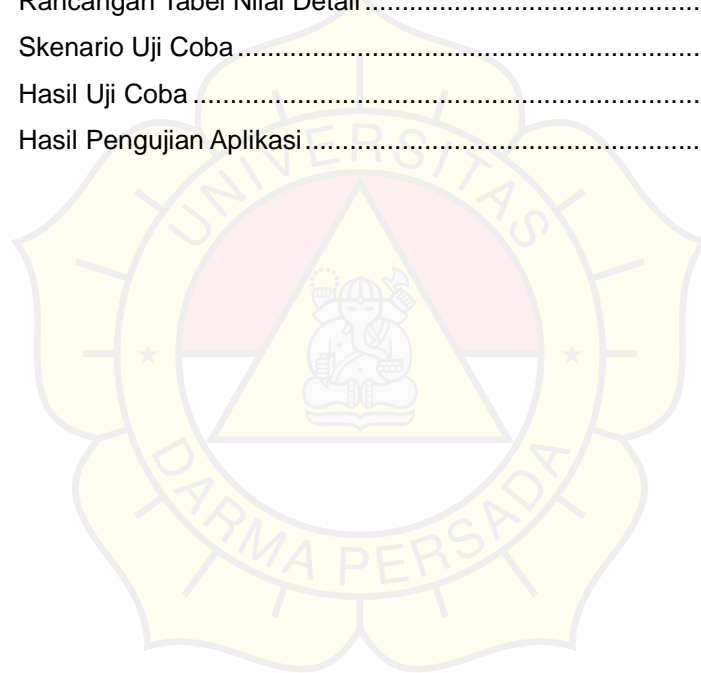 Rancangan Tabel Nilai Detail................................................
Skenario Uji Coba.................................................................
Hasil Uji Coba.......................................................................
Hasil Pengujian Aplikasi........................................................
UNIVERSITAS
DARMA PERSADA